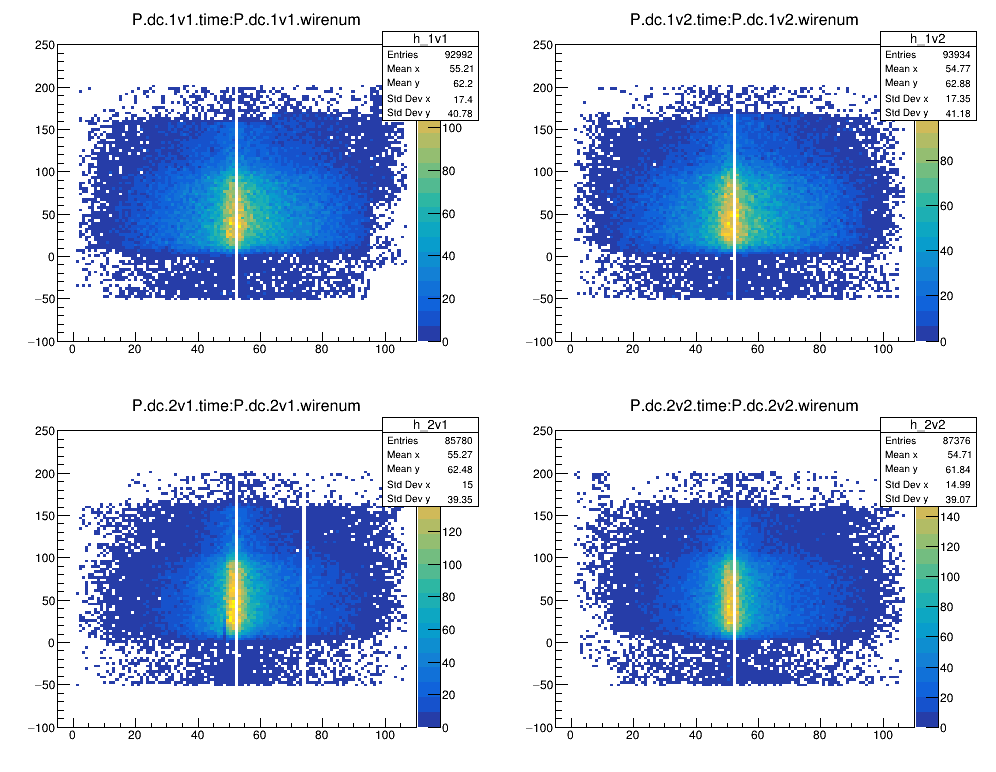 P.dc.1v1.time:P.dc.1v1.wirenum
h_1v1
Entries 92992
Mean x 55.21
Mean y 62.2
Std Dev x 17.4
Std Dev y 40.78
250
200
150
100
50
0
−50
−100
0 20 40 60 80 100
100
80
60
40
20
0
P.dc.1v2.time:P.dc.1v2.wirenum
h_1v2
Entries 93934
Mean x 54.77
Mean y 62.88
Std Dev x 17.35
Std Dev y 41.18
250
200
150
100
50
0
−50
−100
0 20 40 60 80 100
80
60
40
20
0
P.dc.2v1.time:P.dc.2v1.wirenum
h_2v1
Entries 85780
Mean x 55.27
Mean y 62.48
Std Dev x 15
Std Dev y 39.35
250
200
150
100
50
0
−50
−100
0 20 40 60 80 100
120
100
80
60
40
20
0
P.dc.2v2.time:P.dc.2v2.wirenum
h_2v2
Entries 87376
Mean x 54.71
Mean y 61.84
Std Dev x 14.99
Std Dev y 39.07
250
200
150
100
50
0
−50
−100
0 20 40 60 80 100
140
120
100
80
60
40
20
0